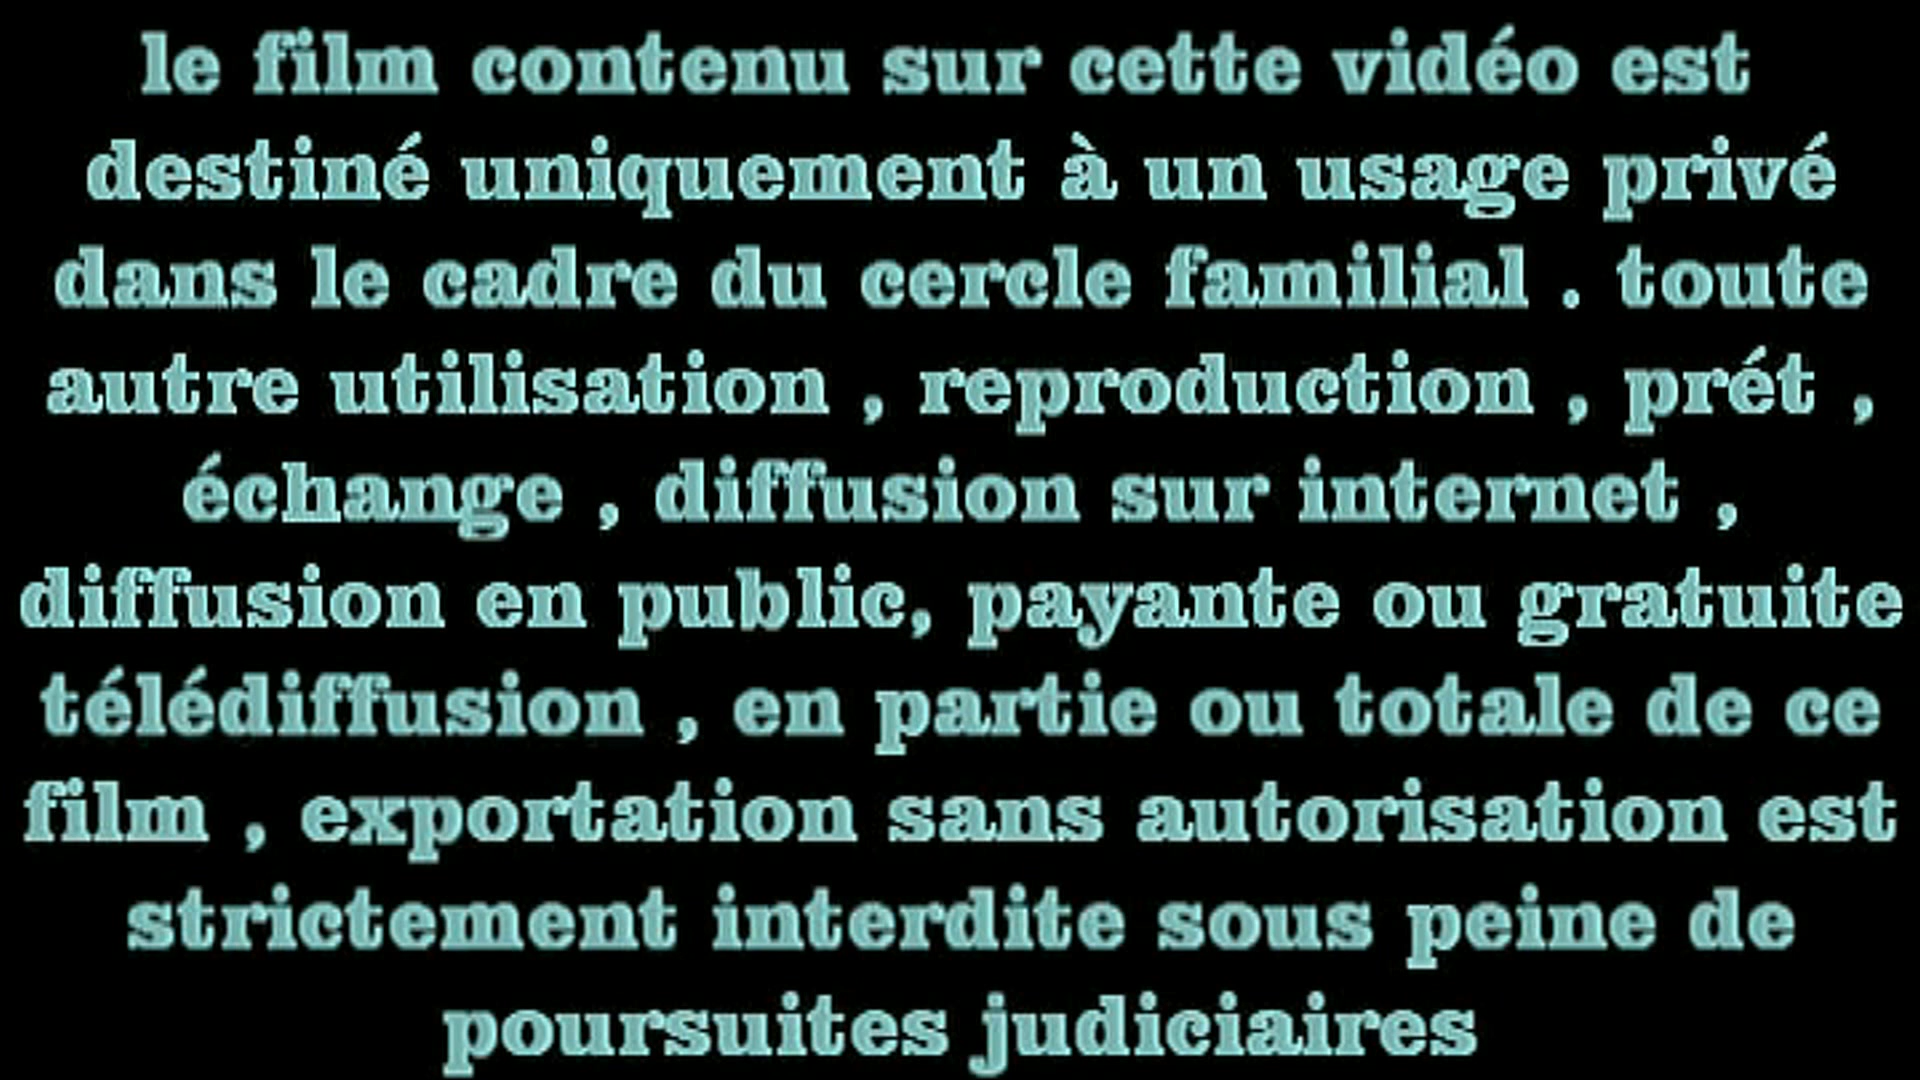 le film contenu sur cette vidéo est
destiné uniquement à un usage privé
dans le cadre du cercle familial . toute
autre utilisation , reproduction , prét ,
échange , diffusion sur internet ,
diffusion en public, payante ou gratuite
télédiffusion , en partie ou totale de ce
film , exportation sans autorisation est
strictement interdite sous peine de
poursuites judiciaires